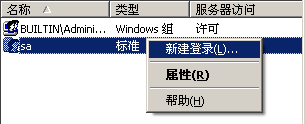 名称 类型 服务器访问
BUILTIN\Admini... Windows 组 许可
sa 标准
新建登录(L)...
属性(R)
帮助(H)